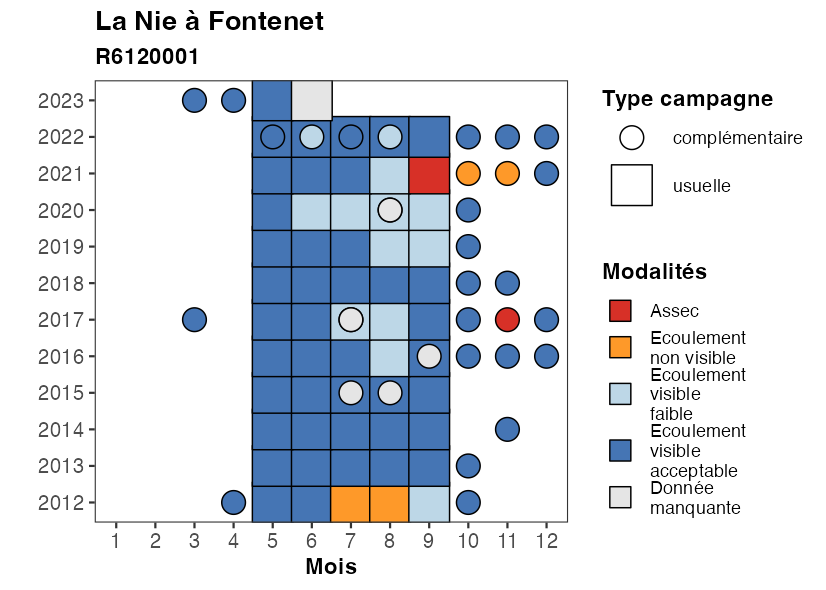 La Nie à Fontenet
R6120001
2023
2022
2021
2020
2019
2018
2017
2016
2015
2014
2013
2012
1 2 3 4 5 6 7 8 9 10 11 12
Mois
Type campagne
complémentaire
usuelle
Modalités
Assec
Ecoulement
non visible
Ecoulement
visible
faible
Ecoulement
visible
acceptable
Donnée
manquante